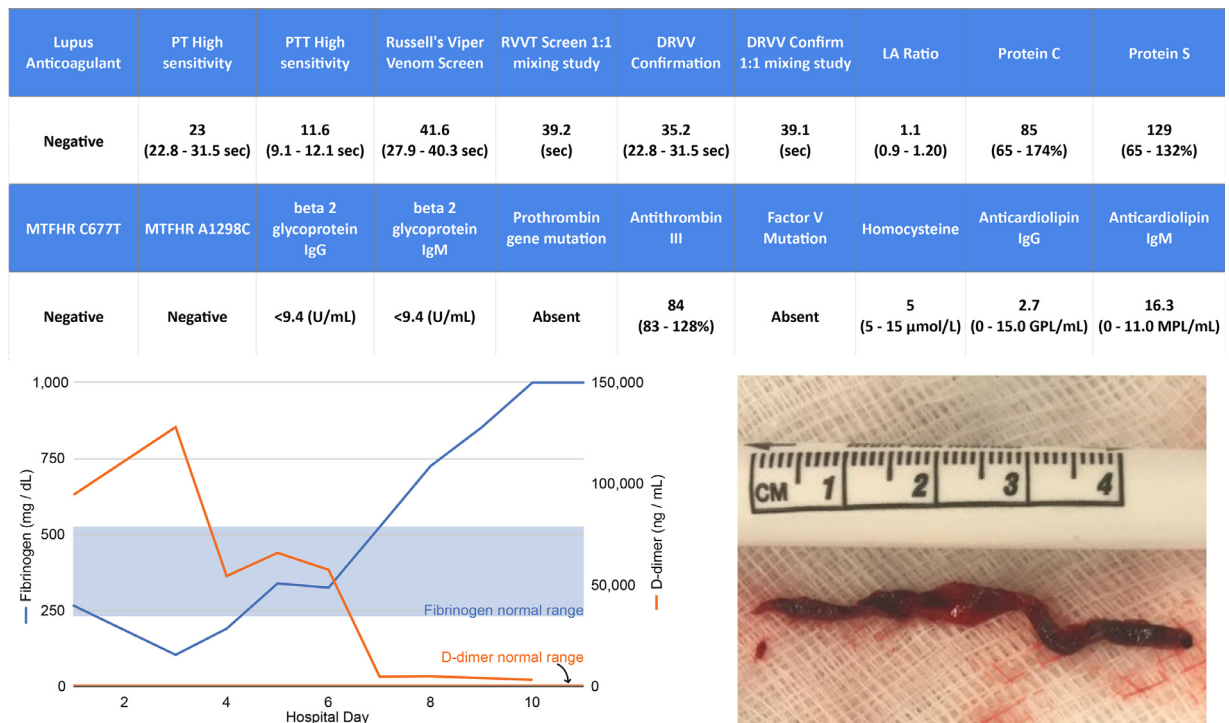 Lupus Anticoagulant
PT High sensitivity
PTT High sensitivity
Russell's Viper Venom Screen
RVVT Screen 1:1 mixing study
DRVV Confirmation
DRVV Confirm 1:1 mixing study
LA Ratio
Protein C
Protein S
Negative
23 (22.8 - 31.5 sec)
11.6 (9.1 - 12.1 sec)
41.6 (27.9 - 40.3 sec)
39.2 (sec)
35.2 (22.8 - 31.5 sec)
39.1 (sec)
1.1 (0.9 - 1.20)
85 (65 - 174%)
129 (65 - 132%)
MTFHR C677T
MTFHR A1298C
beta 2 glycoprotein IgG
beta 2 glycoprotein IgM
Prothrombin gene mutation
Antithrombin III
Factor V Mutation
Homocysteine
Anticardiolipin IgG
Anticardiolipin IgM
Negative
Negative
<9.4 (U/mL)
<9.4 (U/mL)
Absent
84 (83 - 128%)
Absent
5 (5 - 15 µmol/L)
2.7 (0 - 15.0 GPL/mL)
16.3 (0 - 11.0 MPL/mL)
1,000
750
500
250
0
Fibrinogen (mg / dL)
150,000
100,000
50,000
0
D-dimer (ng / mL)
Fibrinogen normal range
D-dimer normal range
2 4 6 8 10
Hospital Day
CM 1 2 3 4